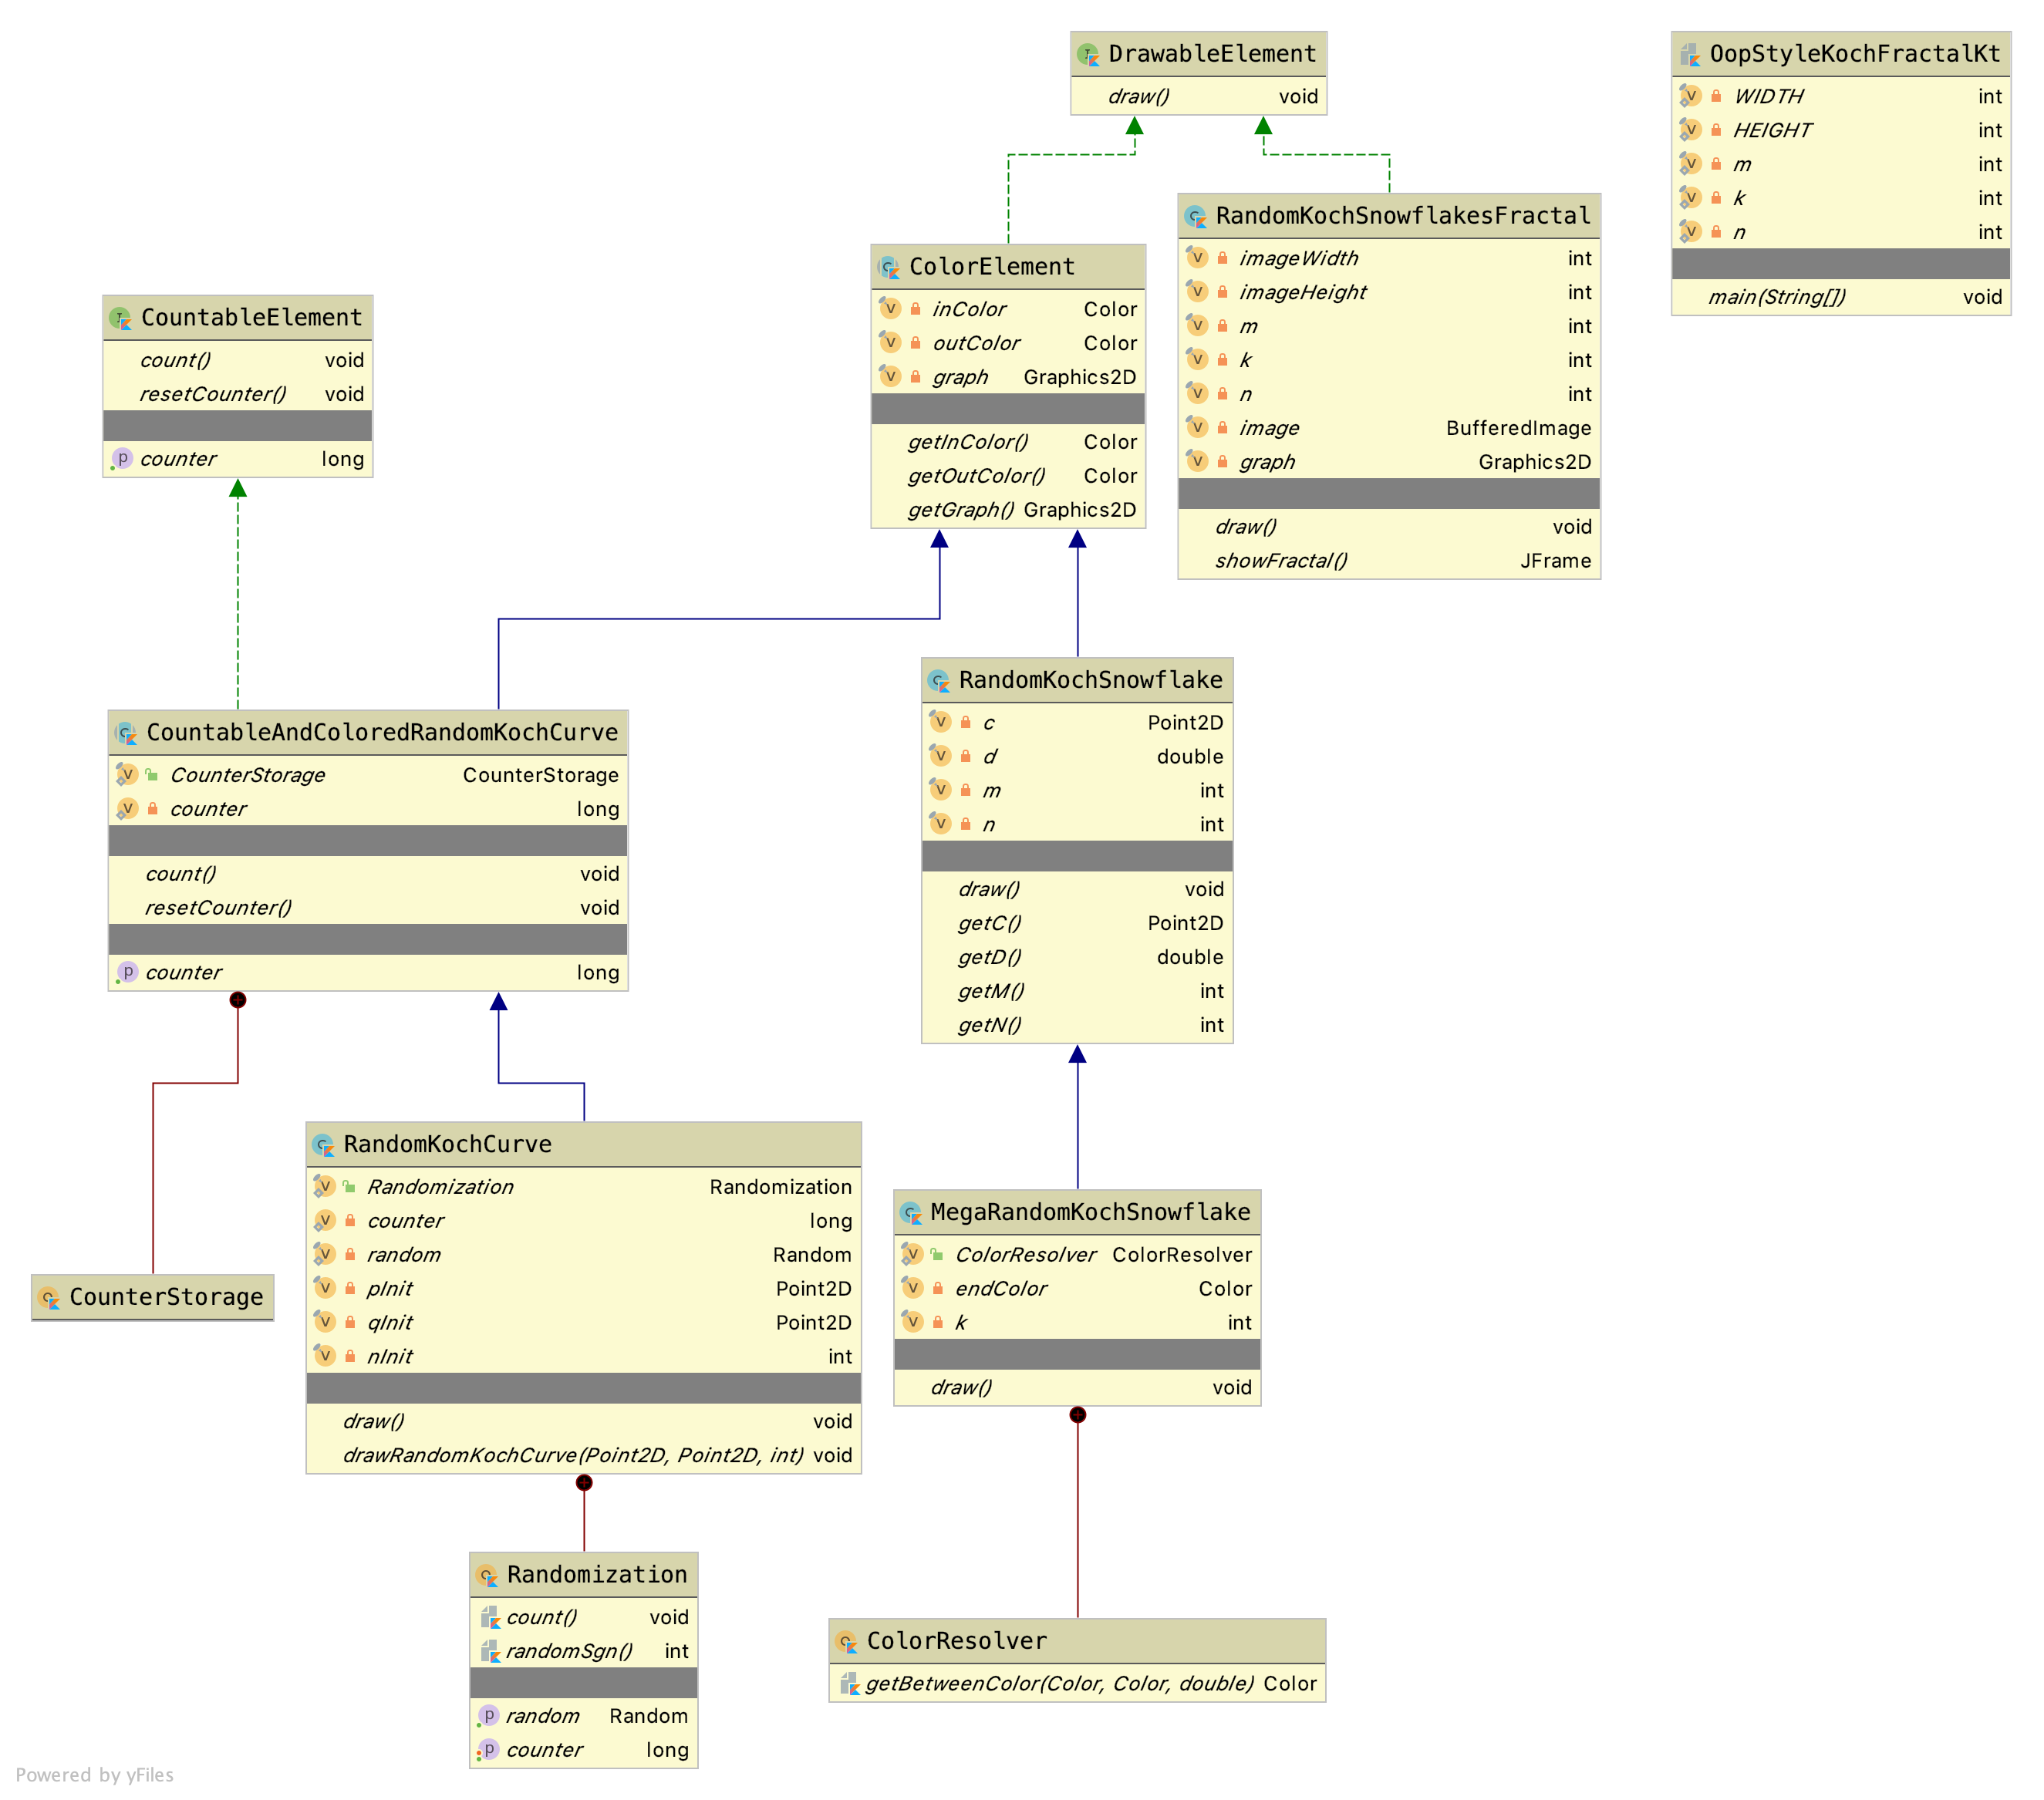 DrawableElement
draw() void
OopStyleKochFractalKt
WIDTH int
HEIGHT int
m int
k int
n int
main(String[]) void
RandomKochSnowflakesFractal
imageWidth int
imageHeight int
m int
k int
n int
image BufferedImage
graph Graphics2D
draw() void
showFractal() JFrame
ColorElement
inColor Color
outColor Color
graph Graphics2D
getInColor() Color
getOutColor() Color
getGraph() Graphics2D
CountableElement
count() void
resetCounter() void
counter long
CountableAndColoredRandomKochCurve
CounterStorage CounterStorage
counter long
count() void
resetCounter() void
counter long
RandomKochSnowflake
c Point2D
d double
m int
n int
draw() void
getC() Point2D
getD() double
getM() int
getN() int
RandomKochCurve
Randomization Randomization
counter long
random Random
pInit Point2D
qInit Point2D
nInit int
draw() void
drawRandomKochCurve(Point2D, Point2D, int) void
MegaRandomKochSnowflake
ColorResolver ColorResolver
endColor Color
k int
draw() void
CounterStorage
Randomization
count() void
randomSgn() int
random Random
counter long
ColorResolver
getBetweenColor(Color, Color, double) Color
Powered by yFiles